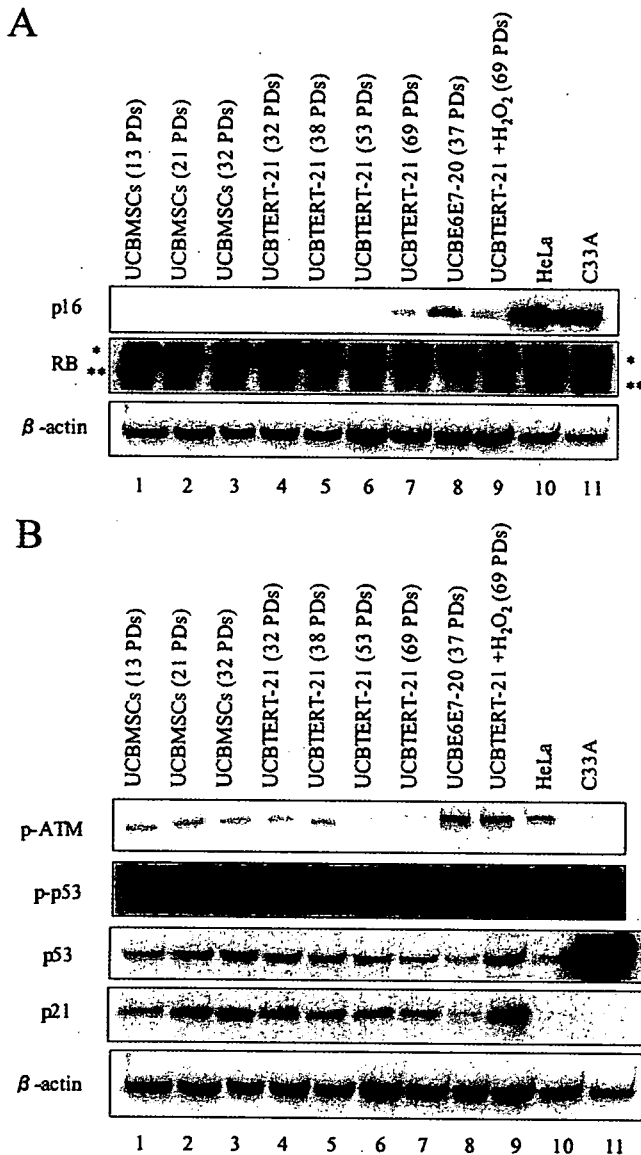 A
UCBMSCs (13 PDs)
UCBMSCs (21 PDs)
UCBMSCs (32 PDs)
UCBTERT-21 (32 PDs)
UCBTERT-21 (38 PDs)
UCBTERT-21 (53 PDs)
UCBTERT-21 (69 PDs)
UCBE6E7-20 (37 PDs)
UCBTERT-21 +H₂O₂ (69 PDs)
HeLa
C33A
p16
* RB *
** **
β-actin
1 2 3 4 5 6 7 8 9 10 11
B
UCBMSCs (13 PDs)
UCBMSCs (21 PDs)
UCBMSCs (32 PDs)
UCBTERT-21 (32 PDs)
UCBTERT-21 (38 PDs)
UCBTERT-21 (53 PDs)
UCBTERT-21 (69 PDs)
UCBE6E7-20 (37 PDs)
UCBTERT-21 +H₂O₂ (69 PDs)
HeLa
C33A
p-ATM
p-p53
p53
p21
β-actin
1 2 3 4 5 6 7 8 9 10 11